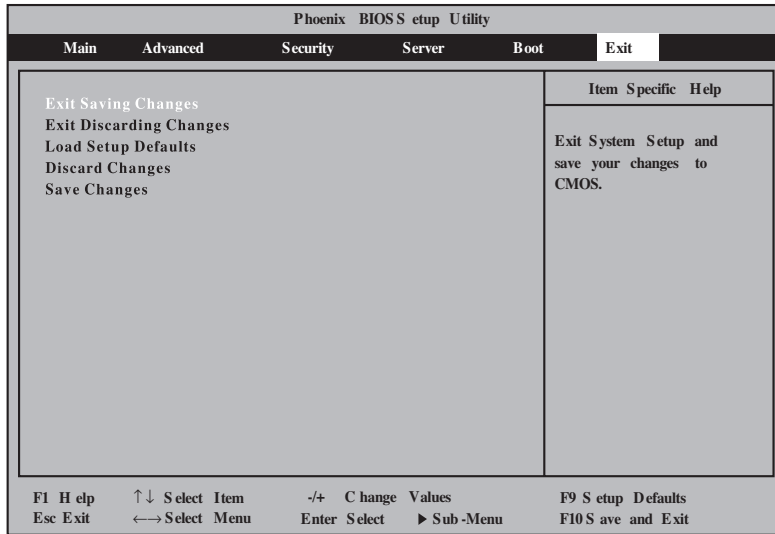 Phoenix BIOS Setup Utility
Main Advanced Security Server Boot Exit
Exit Saving Changes
Exit Discarding Changes
Load Setup Defaults
Discard Changes
Save Changes
Item Specific Help
Exit System Setup and
save your changes to
CMOS.
F1 Help ↑↓ Select Item -/+ Change Values F9 Setup Defaults
Esc Exit ←→ Select Menu Enter Select ▶ Sub-Menu F10 Save and Exit